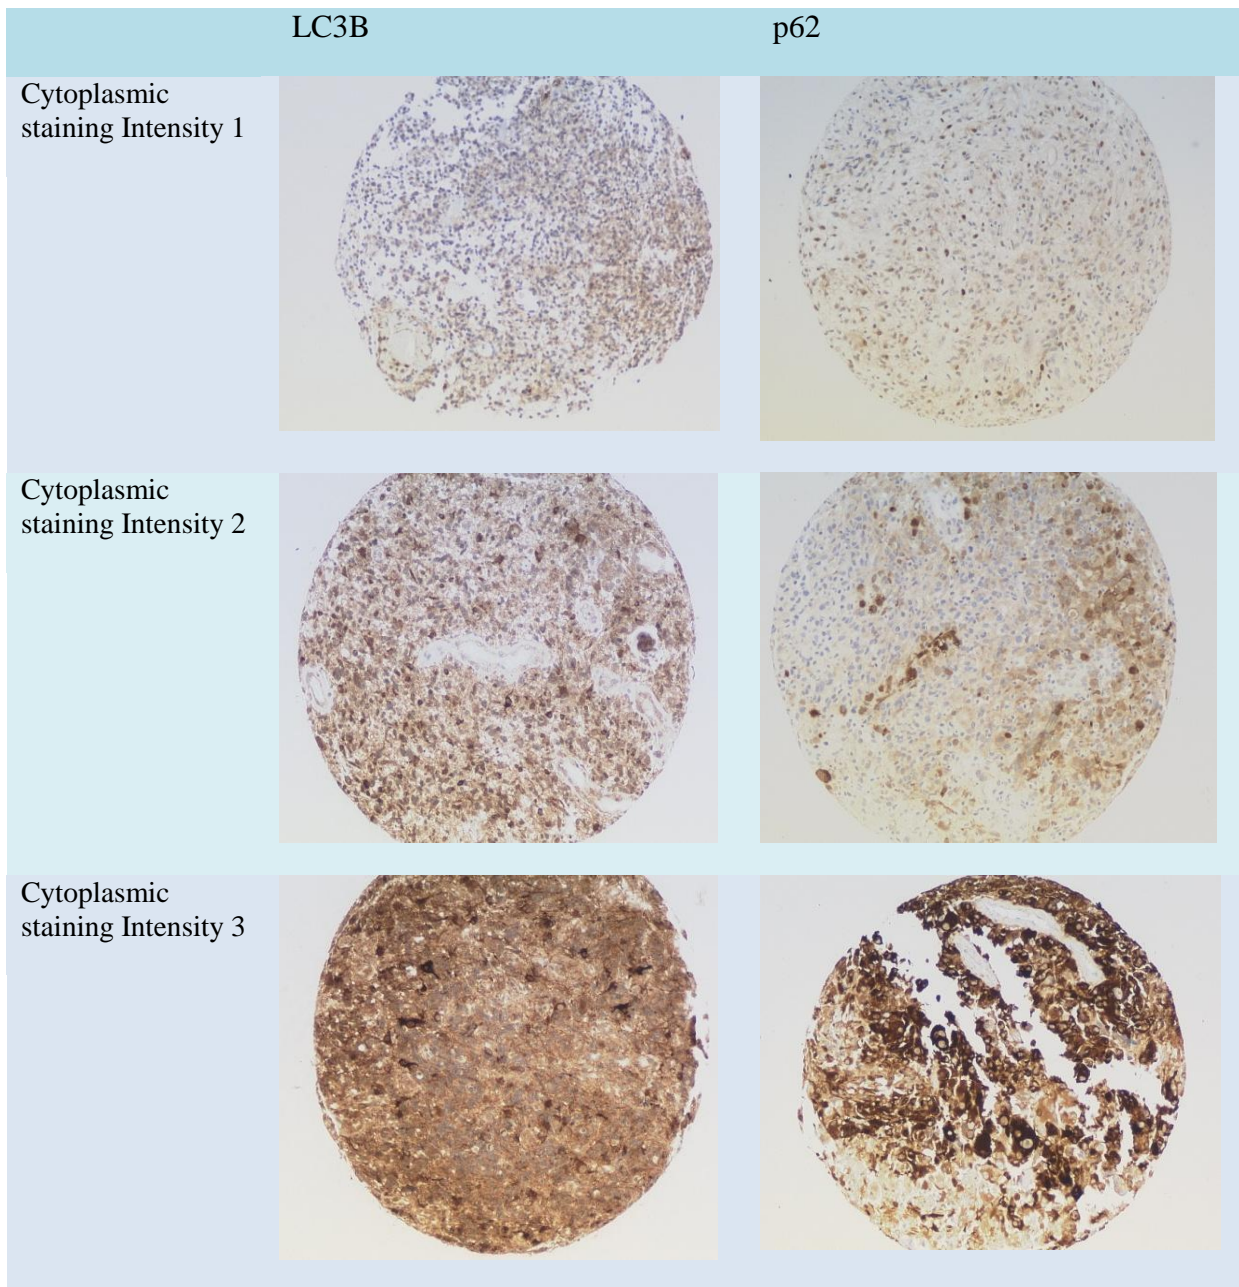 LC3B p62
Cytoplasmic
staining Intensity 1
Cytoplasmic
staining Intensity 2
Cytoplasmic
staining Intensity 3